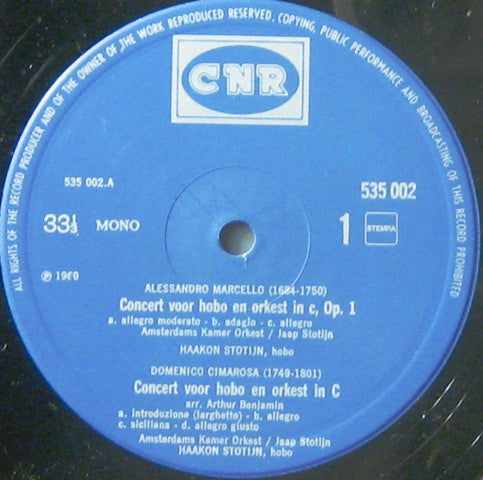 ALL RIGHTS OF THE RECORD PRODUCER AND OF THE OWNER OF THE WORK REPRODUCED RESERVED. COPYING, PUBLIC PERFORMANCE AND BROADCASTING OF THIS RECORD PROHIBITED
CNR
535 002.A
535 002
33⅓ MONO
1 STEMRA
℗ 1960
ALESSANDRO MARCELLO (1684-1750)
Concert voor hobo en orkest in c, Op. 1
a. allegro moderato - b. adagio - c. allegro
Amsterdams Kamer Orkest / Jaap Stotijn
HAAKON STOTIJN, hobo
DOMENICO CIMAROSA (1749-1801)
Concert voor hobo en orkest in C
arr. Arthur Benjamin
a. introduzione (larghetto) - b. allegro
c. siciliana - d. allegro giusto
Amsterdams Kamer Orkest / Jaap Stotijn
HAAKON STOTIJN, hobo